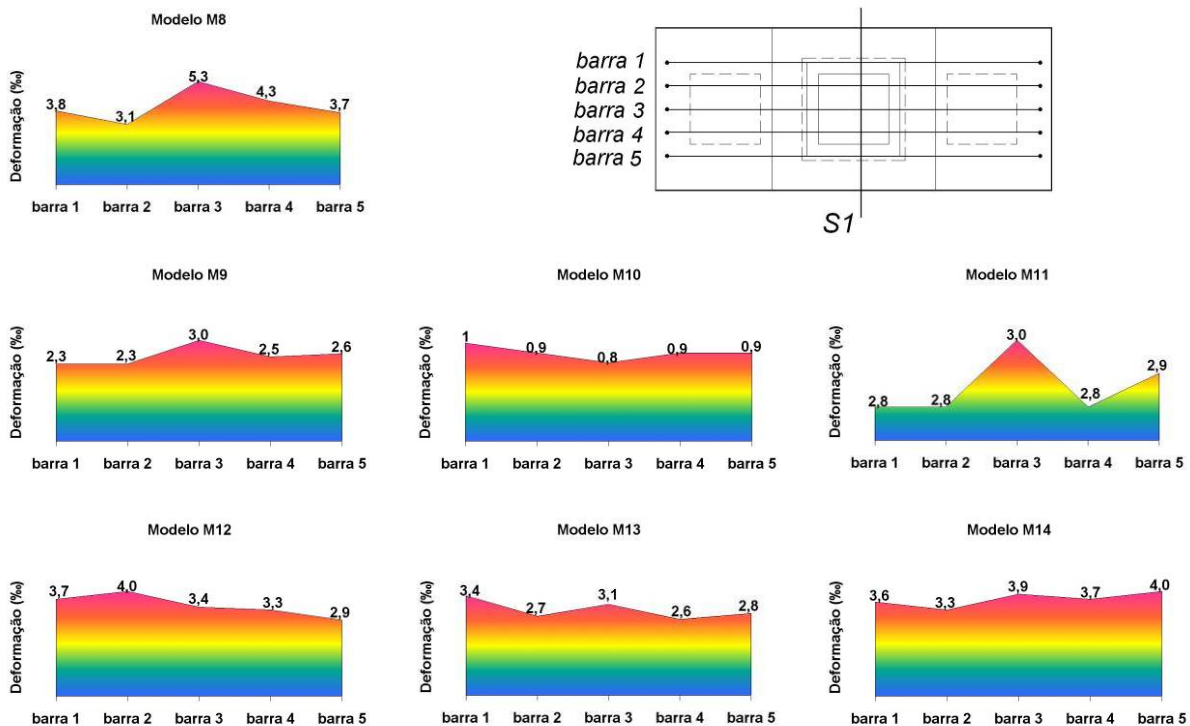 Modelo M8
Deformação (‰)
3,8
3,1
5,3
4,3
3,7
barra 1 barra 2 barra 3 barra 4 barra 5
barra 1
barra 2
barra 3
barra 4
barra 5
S1
Modelo M9
Deformação (‰)
2,3
2,3
3,0
2,5
2,6
barra 1 barra 2 barra 3 barra 4 barra 5
Modelo M10
Deformação (‰)
1
0,9
0,8
0,9
0,9
barra 1 barra 2 barra 3 barra 4 barra 5
Modelo M11
Deformação (‰)
2,8
2,8
3,0
2,8
2,9
barra 1 barra 2 barra 3 barra 4 barra 5
Modelo M12
Deformação (‰)
3,7
4,0
3,4
3,3
2,9
barra 1 barra 2 barra 3 barra 4 barra 5
Modelo M13
Deformação (‰)
3,4
2,7
3,1
2,6
2,8
barra 1 barra 2 barra 3 barra 4 barra 5
Modelo M14
Deformação (‰)
3,6
3,3
3,9
3,7
4,0
barra 1 barra 2 barra 3 barra 4 barra 5